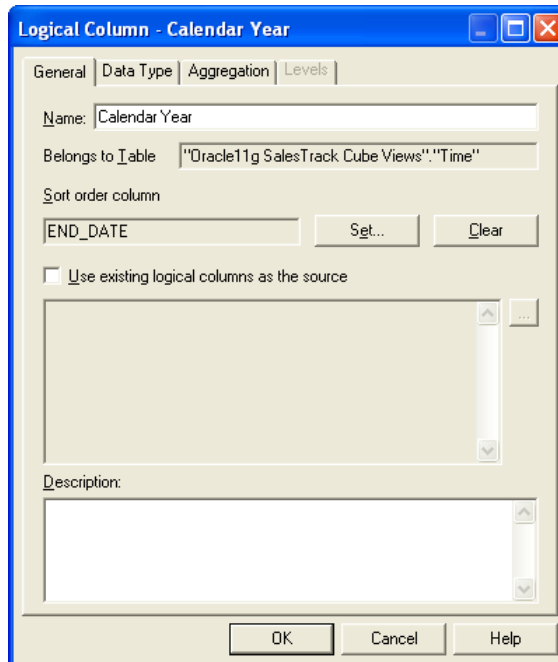 Logical Column - Calendar Year
General Data Type Aggregation Levels
Name: Calendar Year
Belongs to Table "Oracle11g SalesTrack Cube Views"."Time"
Sort order column
END_DATE Set... Clear
Use existing logical columns as the source
...
Description:
OK Cancel Help